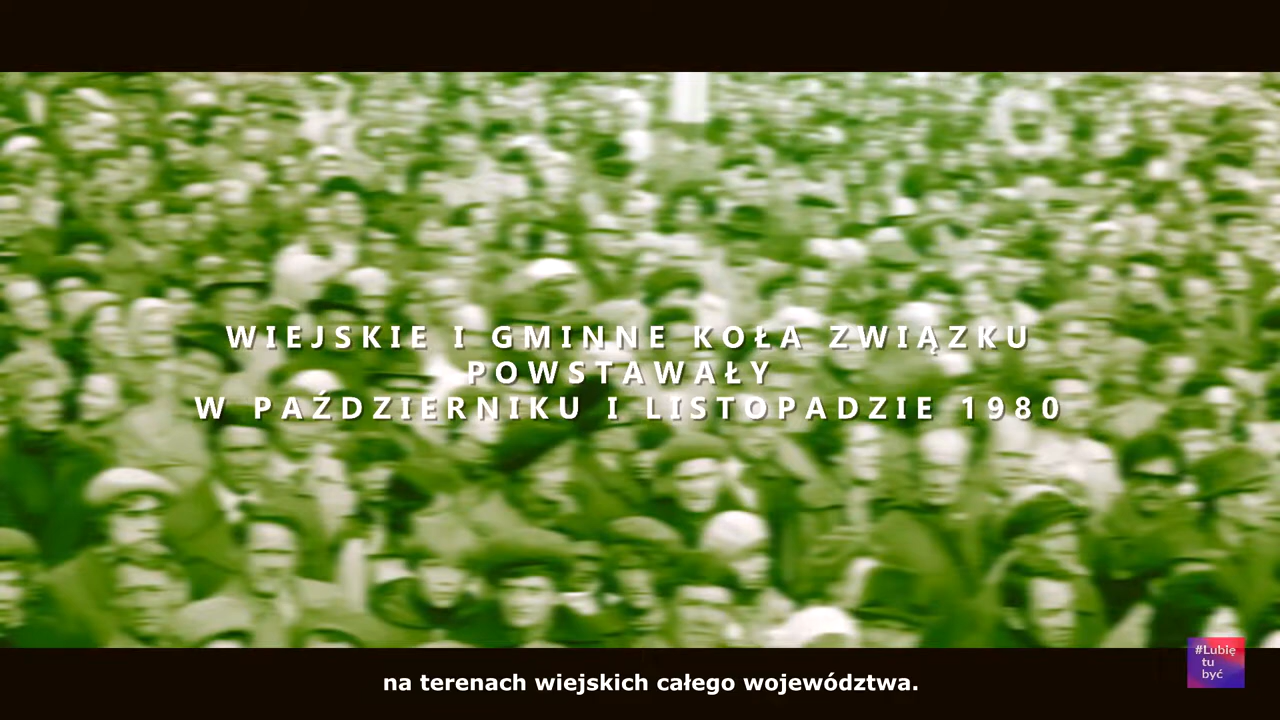 WIEJSKIE I GMINNE KOŁA ZWIĄZKU
POWSTAWAŁY
W PAŹDZIERNIKU I LISTOPADZIE 1980
na terenach wiejskich całego województwa.
#Lubię
tu
być